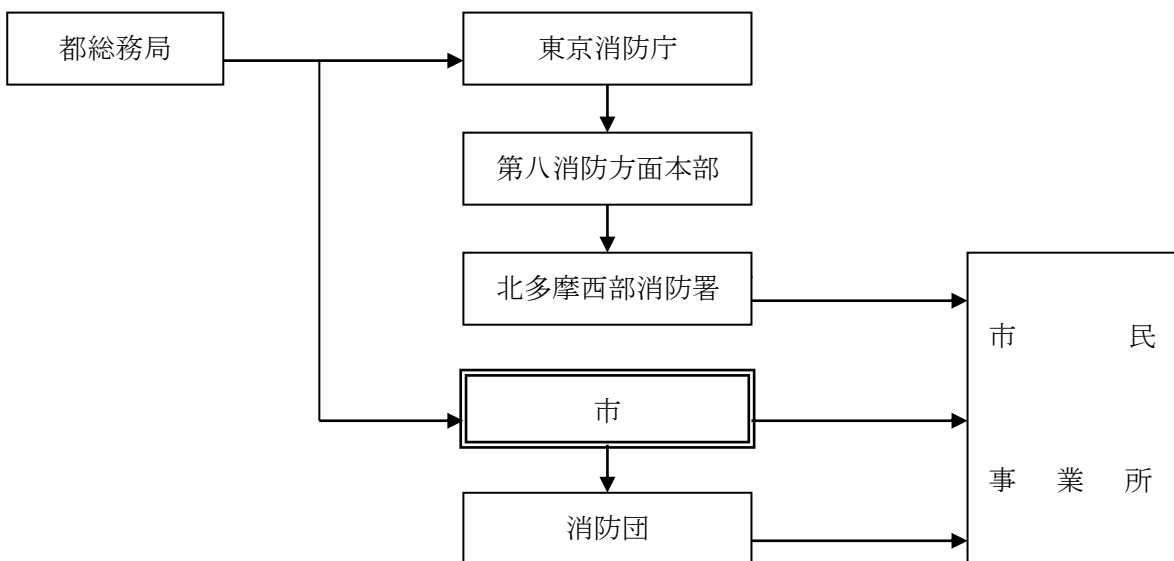 都総務局
東京消防庁
第八消防方面本部
北多摩西部消防署
市民
市
事業所
消防団